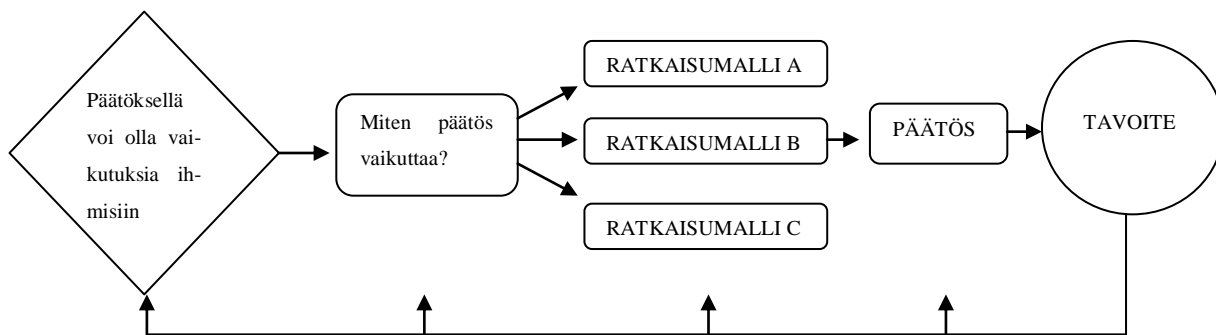 Päätöksellä
voi olla vai-
kutuksia ih-
misiin
Miten päätös
vaikuttaa?
RATKAISUMALLI A
RATKAISUMALLI B
RATKAISUMALLI C
PÄÄTÖS
TAVOITE